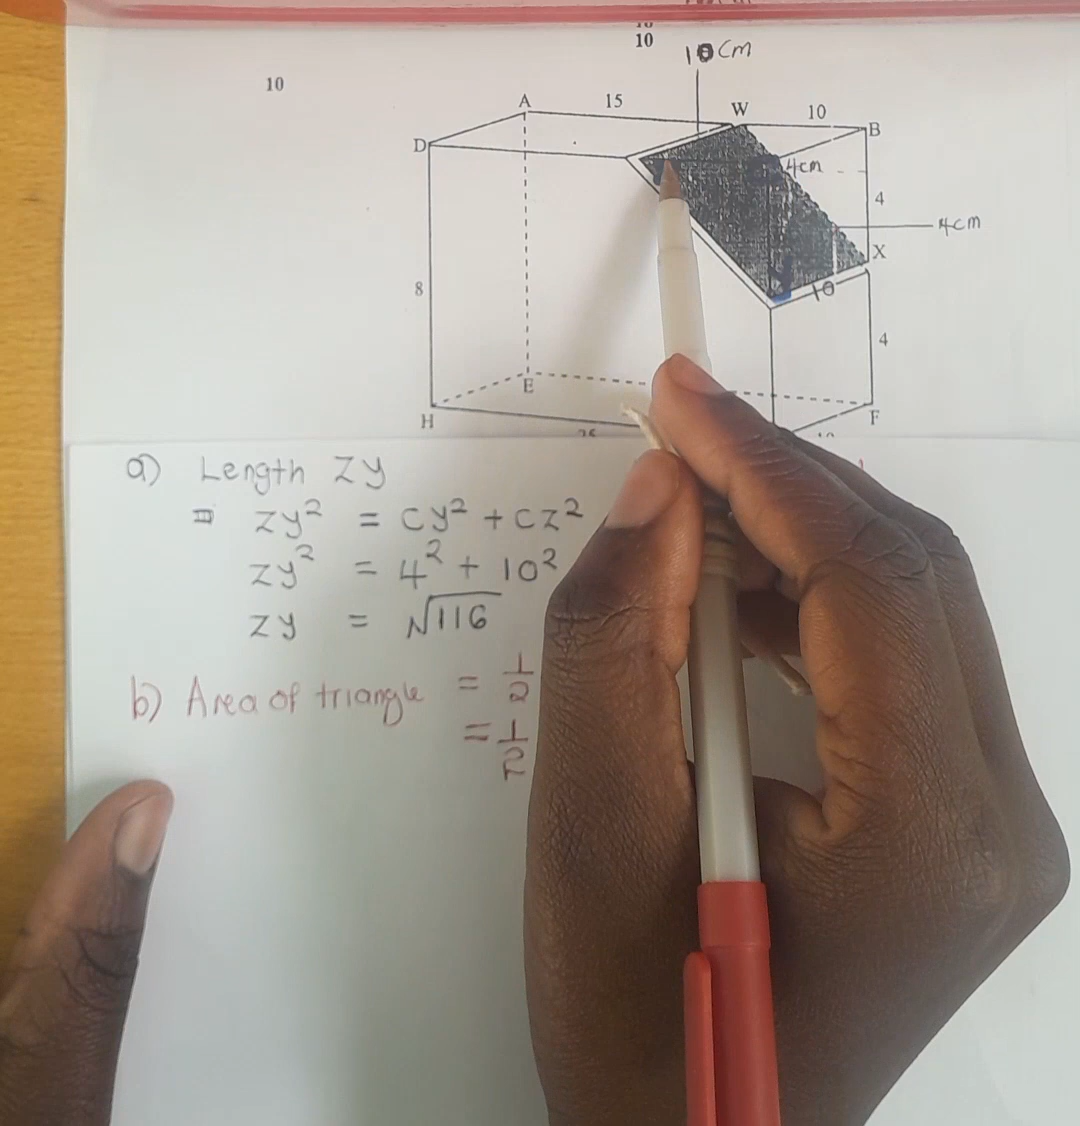 10
10 cm
10
A 15 W 10 B
D
4cm
4
4cm
X
10
8
4
E
H F
a) Length ZY
ZY² = CY² + CZ²
ZY² = 4² + 10²
ZY = √116
b) Area of triangle = 1/2
= 1/2